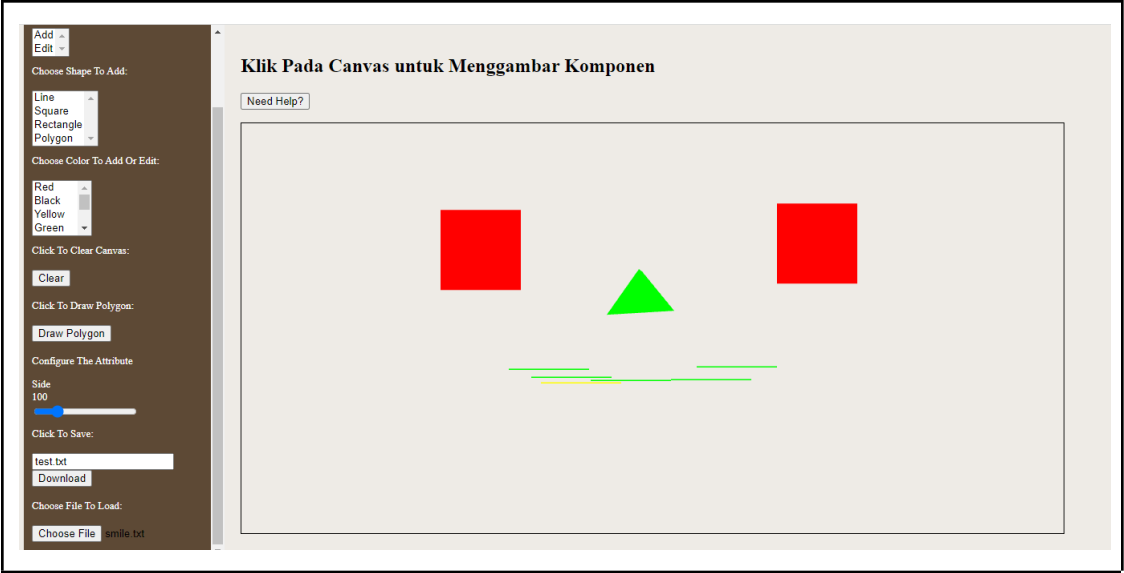 Add
Edit
Choose Shape To Add:
Line
Square
Rectangle
Polygon
Choose Color To Add Or Edit:
Red
Black
Yellow
Green
Click To Clear Canvas:
Clear
Click To Draw Polygon:
Draw Polygon
Configure The Attribute
Side
100
Click To Save:
test.txt
Download
Choose File To Load:
Choose File smile.txt
Klik Pada Canvas untuk Menggambar Komponen
Need Help?